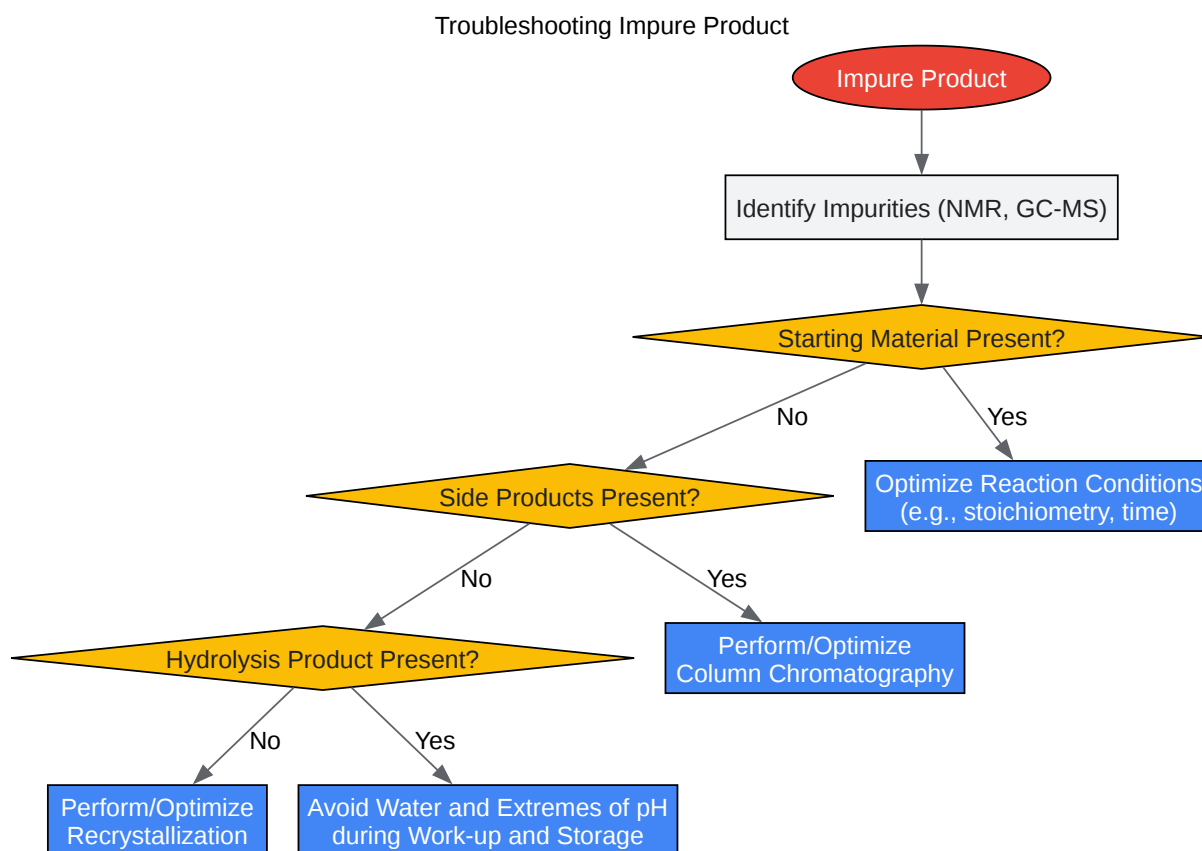 Troubleshooting Impure Product
Impure Product
Identify Impurities (NMR, GC-MS)
Starting Material Present?
No
Yes
Side Products Present?
Optimize Reaction Conditions
(e.g., stoichiometry, time)
No
Yes
Hydrolysis Product Present?
Perform/Optimize
Column Chromatography
No
Yes
Perform/Optimize
Recrystallization
Avoid Water and Extremes of pH
during Work-up and Storage